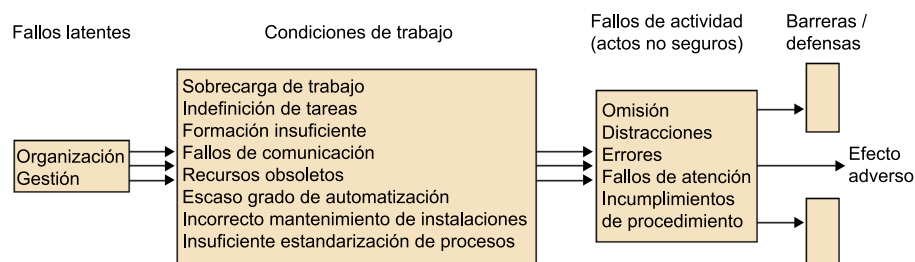 Fallos latentes
Condiciones de trabajo
Fallos de actividad
(actos no seguros)
Barreras /
defensas
Organización
Gestión
Sobrecarga de trabajo
Indefinición de tareas
Formación insuficiente
Fallos de comunicación
Recursos obsoletos
Escaso grado de automatización
Incorrecto mantenimiento de instalaciones
Insuficiente estandarización de procesos
Omisión
Distracciones
Errores
Fallos de atención
Incumplimientos
de procedimiento
Efecto
adverso